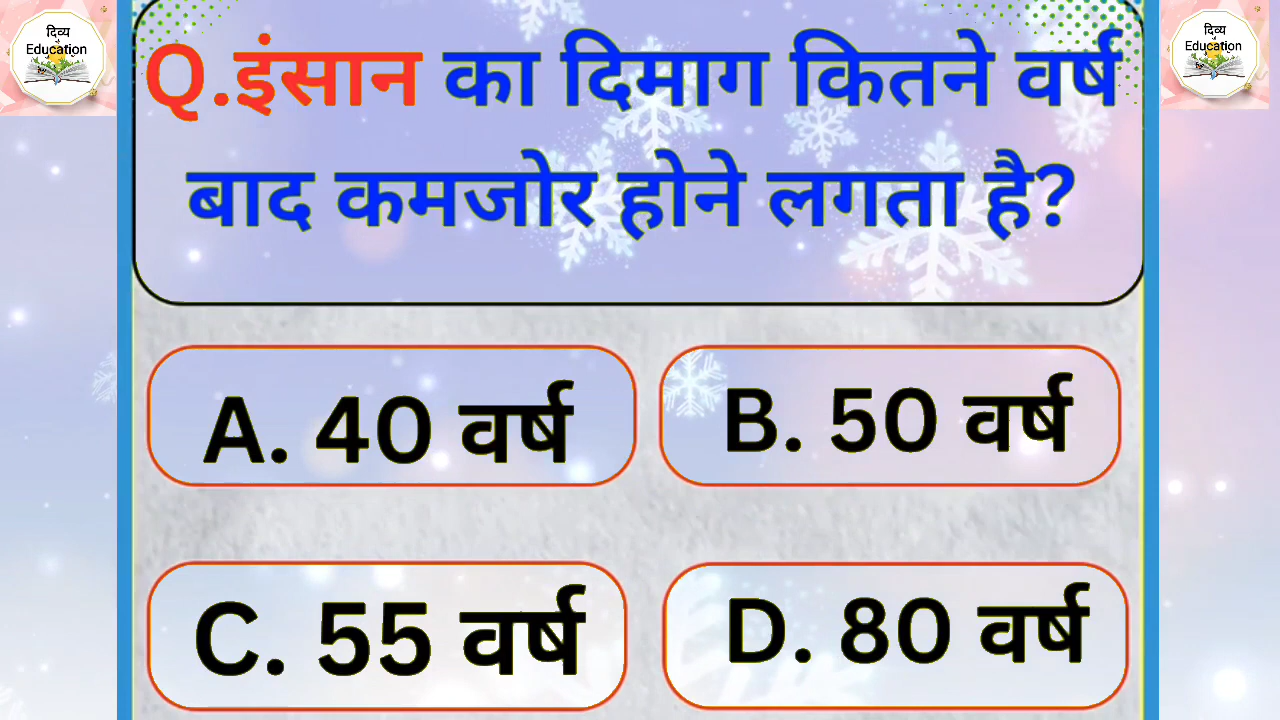 दिव्य
Education
दिव्य
Education
Q.इंसान का दिमाग कितने वर्ष
बाद कमजोर होने लगता है?
A. 40 वर्ष
B. 50 वर्ष
C. 55 वर्ष
D. 80 वर्ष